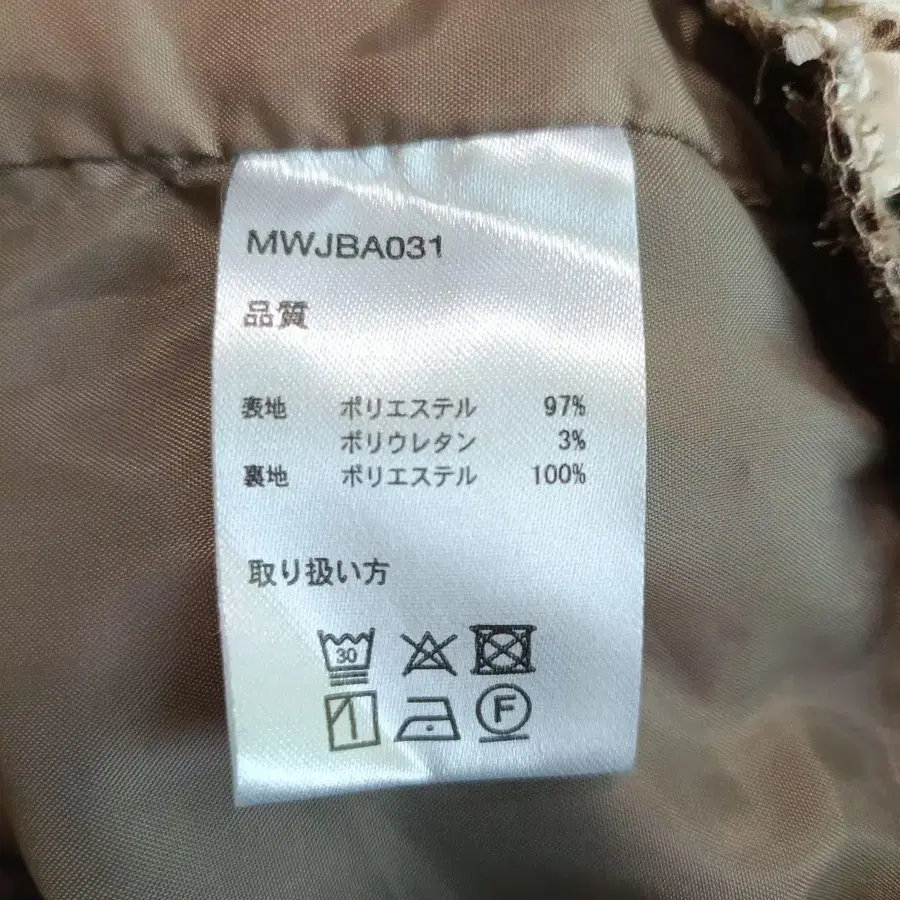 MWJBA031
品質
表地 ポリエステル 97%
ポリウレタン 3%
裏地 ポリエステル 100%
取り扱い方
30
F